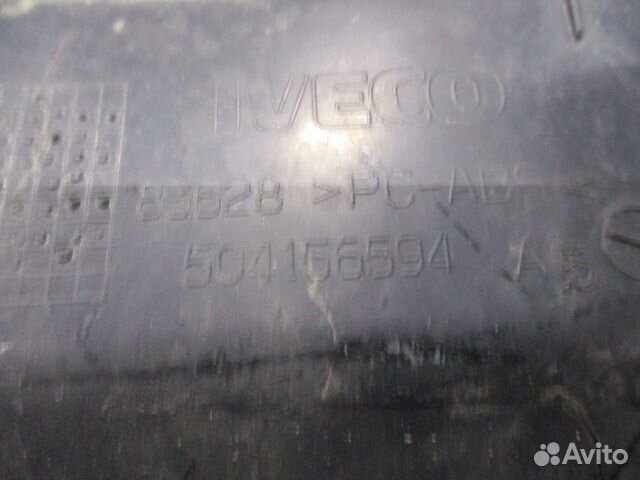 IVECO
83628 >PC-ABS<
504156594 A
Avito